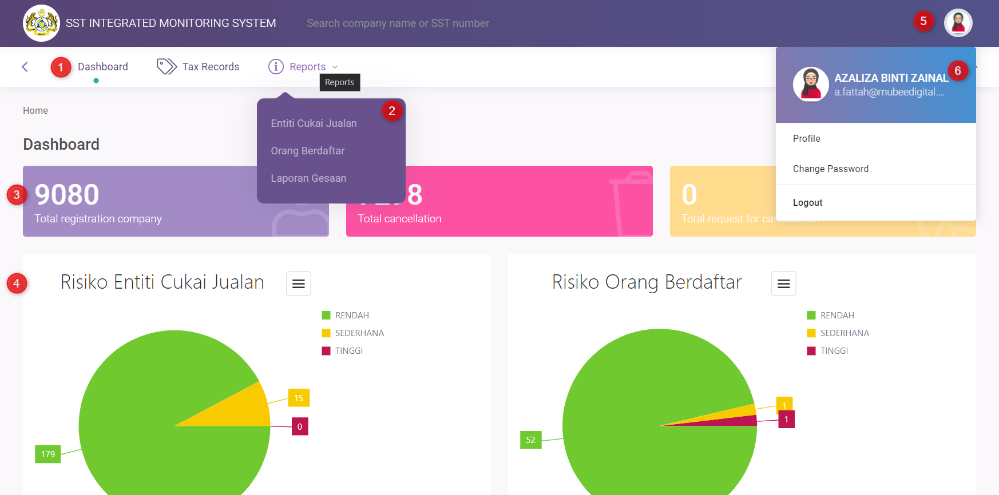 SST INTEGRATED MONITORING SYSTEM
Search company name or SST number
5
1
Dashboard
Tax Records
Reports
Reports
6
AZALIZA BINTI ZAINAL
a.fattah@mubeedigital....
Profile
Change Password
Logout
Home
2
Entiti Cukai Jualan
Orang Berdaftar
Laporan Gesaan
Dashboard
3
9080
Total registration company
8
Total cancellation
0
Total request for cancellation
4
Risiko Entiti Cukai Jualan
RENDAH
SEDERHANA
TINGGI
15
0
179
Risiko Orang Berdaftar
RENDAH
SEDERHANA
TINGGI
1
1
52